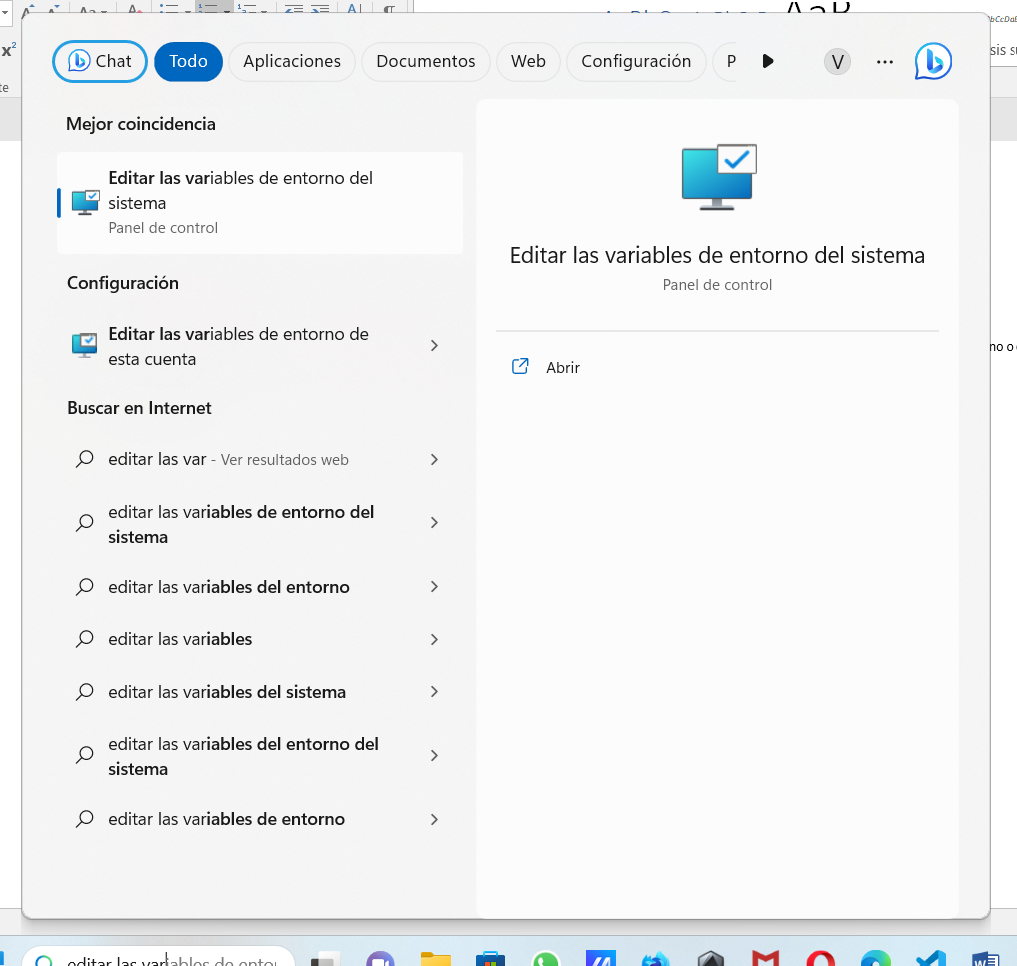 Chat
Todo
Aplicaciones
Documentos
Web
Configuración
P
V
Mejor coincidencia
Editar las variables de entorno del
sistema
Panel de control
Configuración
Editar las variables de entorno de
esta cuenta
Buscar en Internet
editar las var - Ver resultados web
editar las variables de entorno del
sistema
editar las variables del entorno
editar las variables
editar las variables del sistema
editar las variables del entorno del
sistema
editar las variables de entorno
Editar las variables de entorno del sistema
Panel de control
Abrir
x²
te
no o
editar las variables de